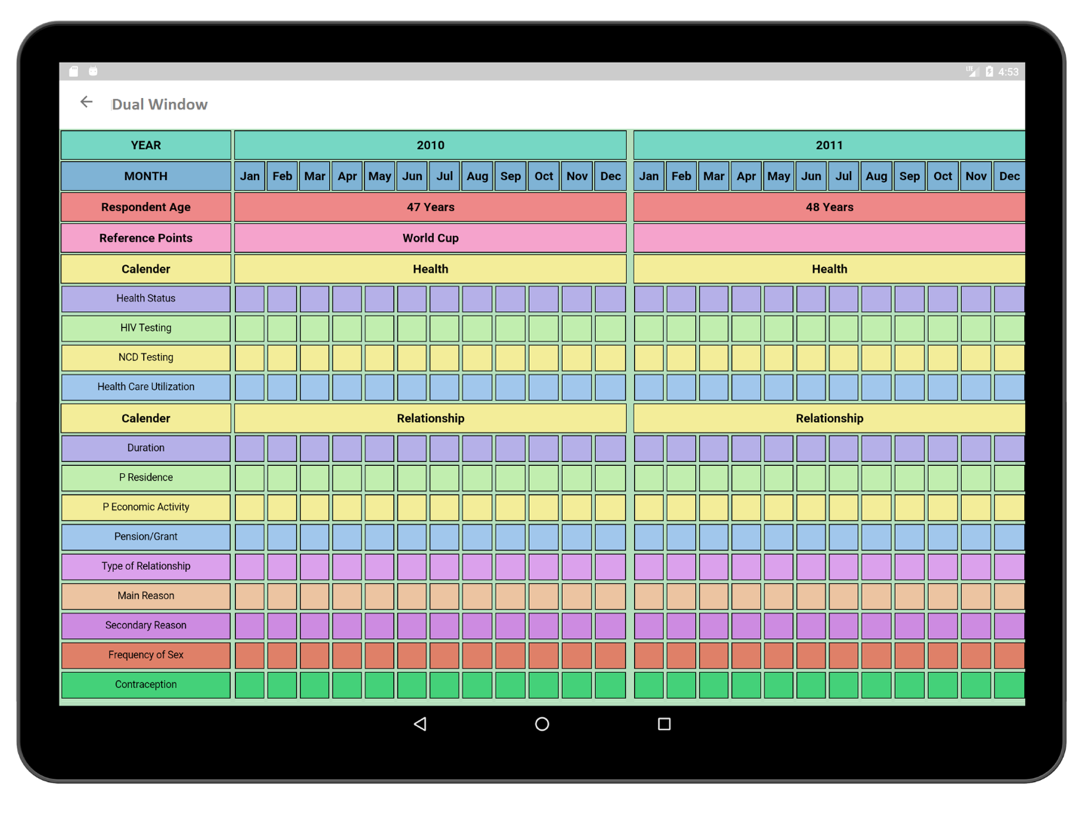 4:53
Dual Window
YEAR 2010 2011
MONTH Jan Feb Mar Apr May Jun Jul Aug Sep Oct Nov Dec Jan Feb Mar Apr May Jun Jul Aug Sep Oct Nov Dec
Respondent Age 47 Years 48 Years
Reference Points World Cup
Calender Health Health
Health Status
HIV Testing
NCD Testing
Health Care Utilization
Calender Relationship Relationship
Duration
P Residence
P Economic Activity
Pension/Grant
Type of Relationship
Main Reason
Secondary Reason
Frequency of Sex
Contraception